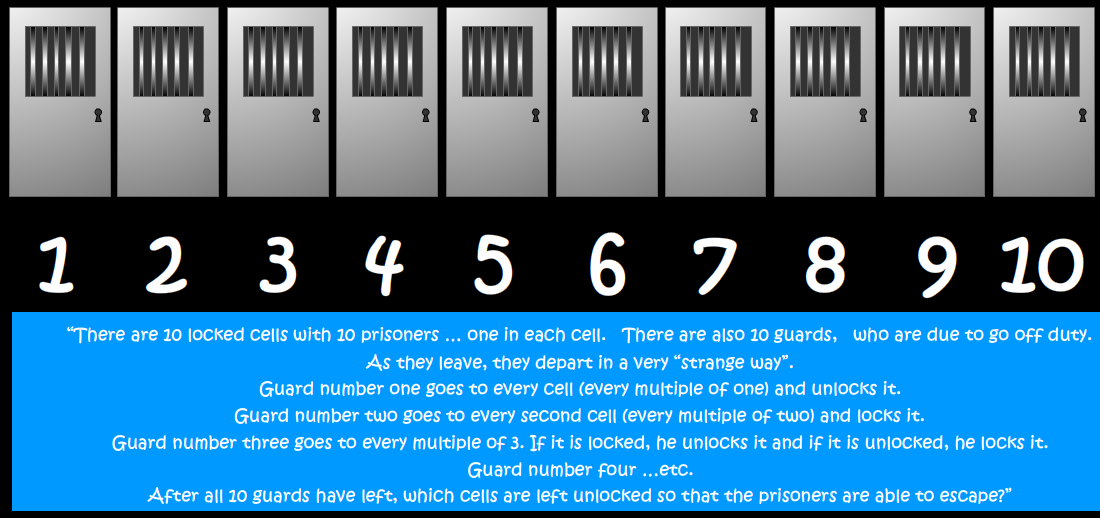 1 2 3 4 5 6 7 8 9 10
“There are 10 locked cells with 10 prisoners ... one in each cell. There are also 10 guards, who are due to go off duty.
As they leave, they depart in a very “strange way”.
Guard number one goes to every cell (every multiple of one) and unlocks it.
Guard number two goes to every second cell (every multiple of two) and locks it.
Guard number three goes to every multiple of 3. If it is locked, he unlocks it and if it is unlocked, he locks it.
Guard number four ...etc.
After all 10 guards have left, which cells are left unlocked so that the prisoners are able to escape?”